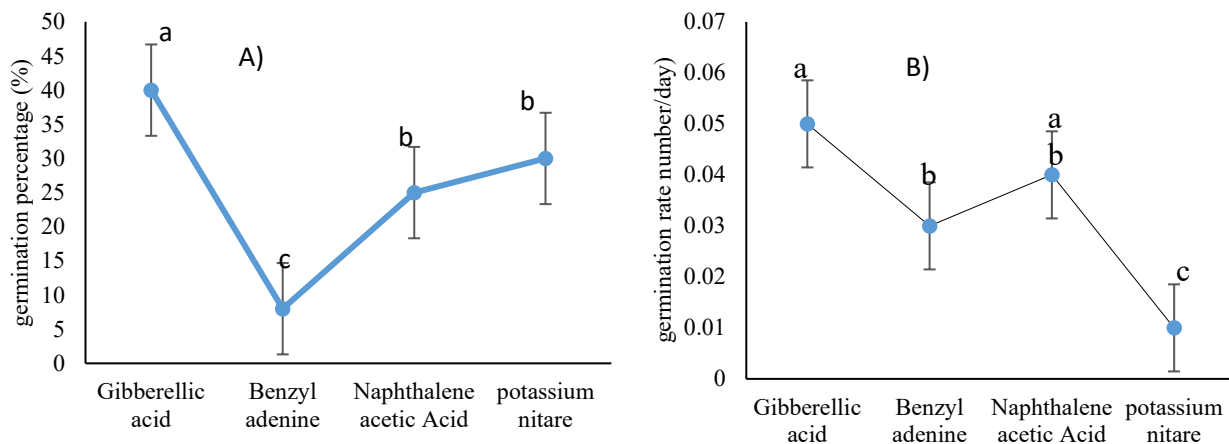 germination percentage (%)
50
45
40
35
30
25
20
15
10
5
0
A)
a
c
b
b
Gibberellic
acid
Benzyl
adenine
Naphthalene
acetic Acid
potassium
nitare
germination rate number/day
0.07
0.06
0.05
0.04
0.03
0.02
0.01
0
B)
a
b
a
b
c
Gibberellic
acid
Benzyl
adenine
Naphthalene
acetic Acid
potassium
nitare